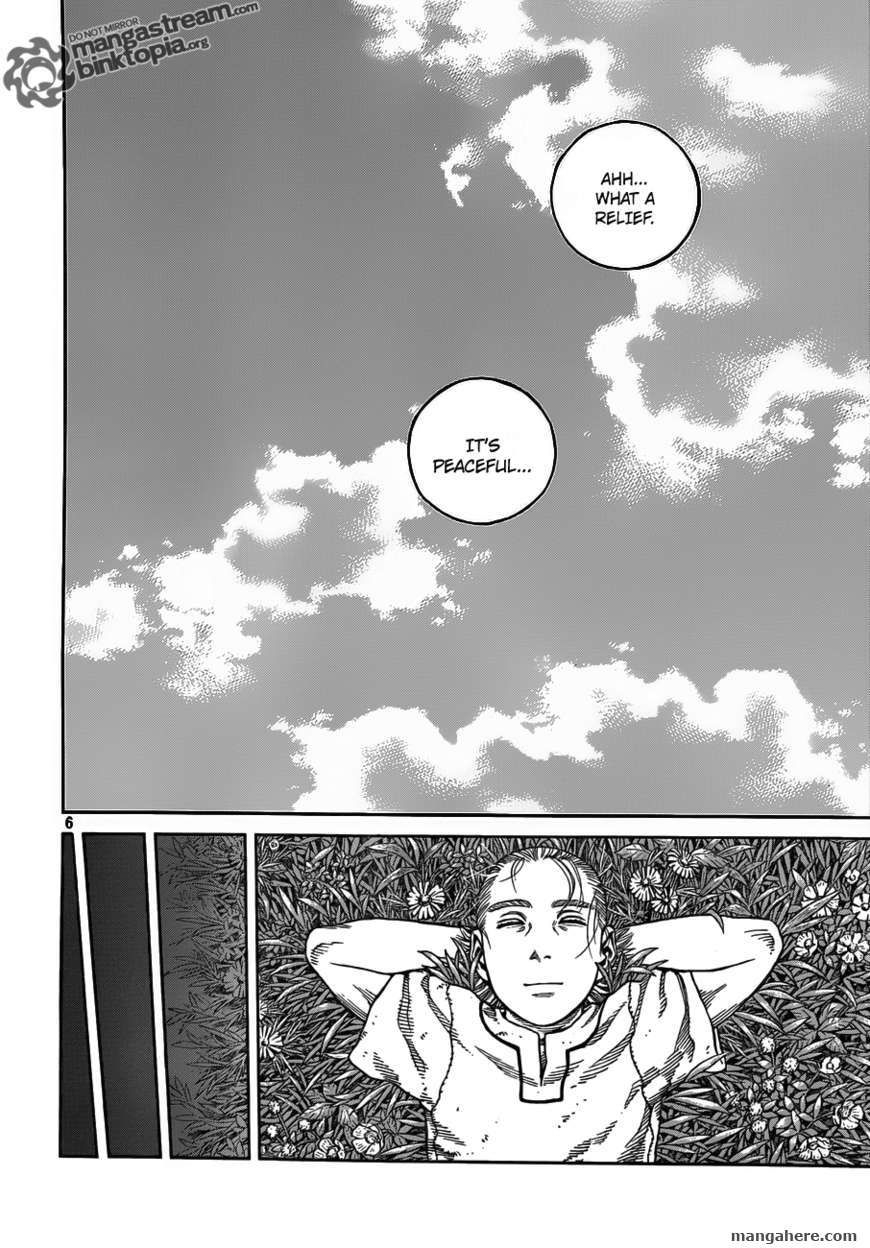 DO NOT MIRROR
mangastream.com
binktopia.org
AHH...
WHAT A
RELIEF.
IT'S
PEACEFUL...
6
mangahere.com